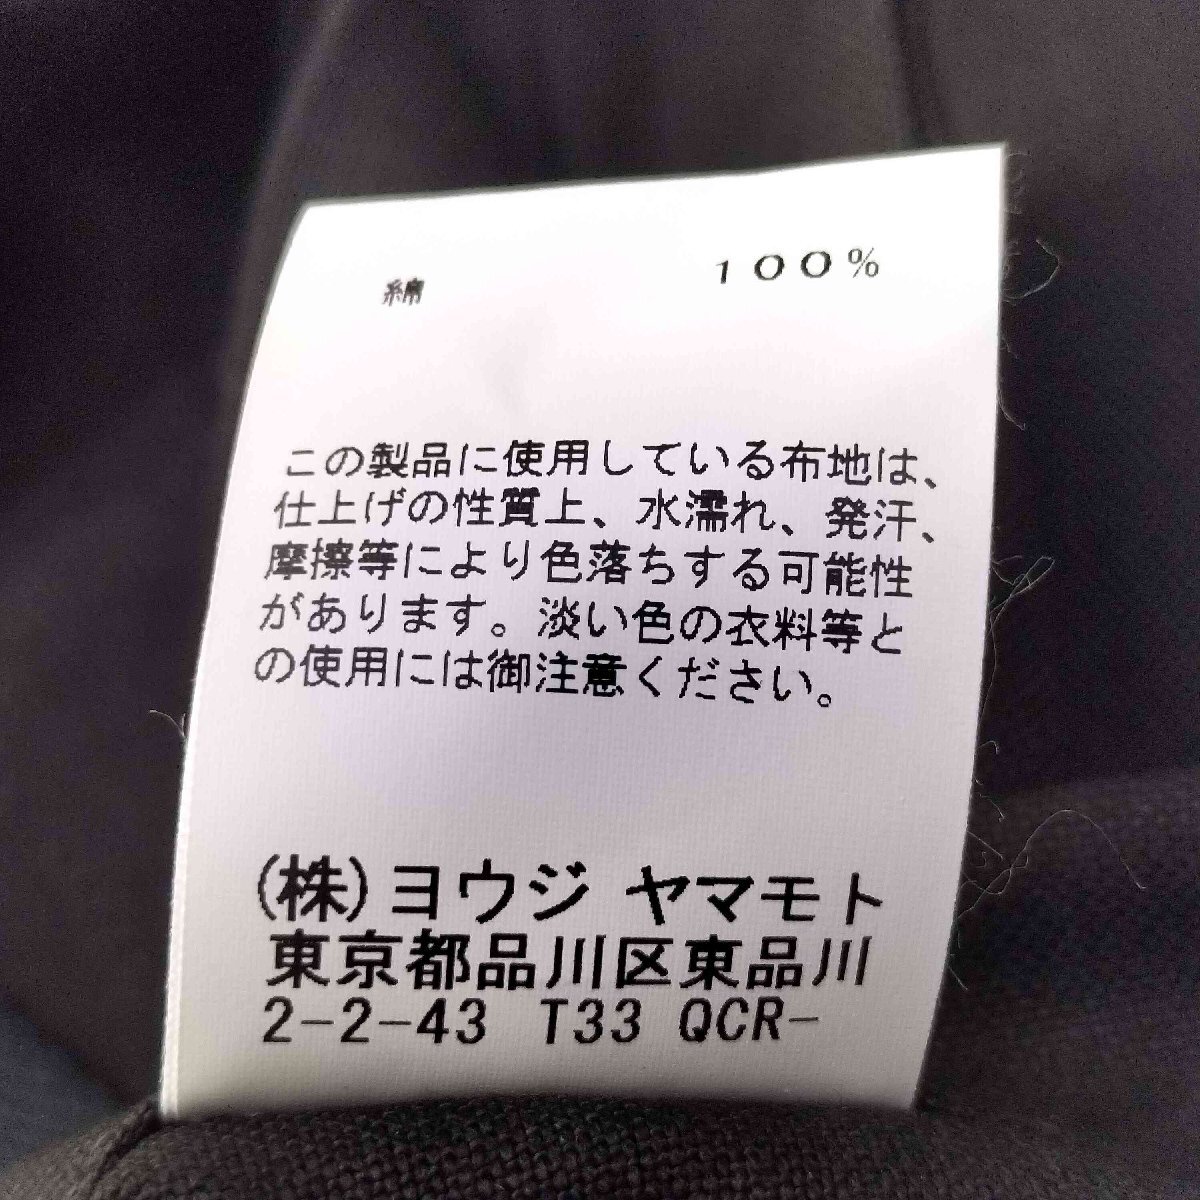 綿 １００％
この製品に使用している布地は、
仕上げの性質上、水濡れ、発汗、
摩擦等により色落ちする可能性
があります。淡い色の衣料等と
の使用には御注意ください。
(株)ヨウジ ヤマモト
東京都品川区東品川
2-2-43 T33 QCR-